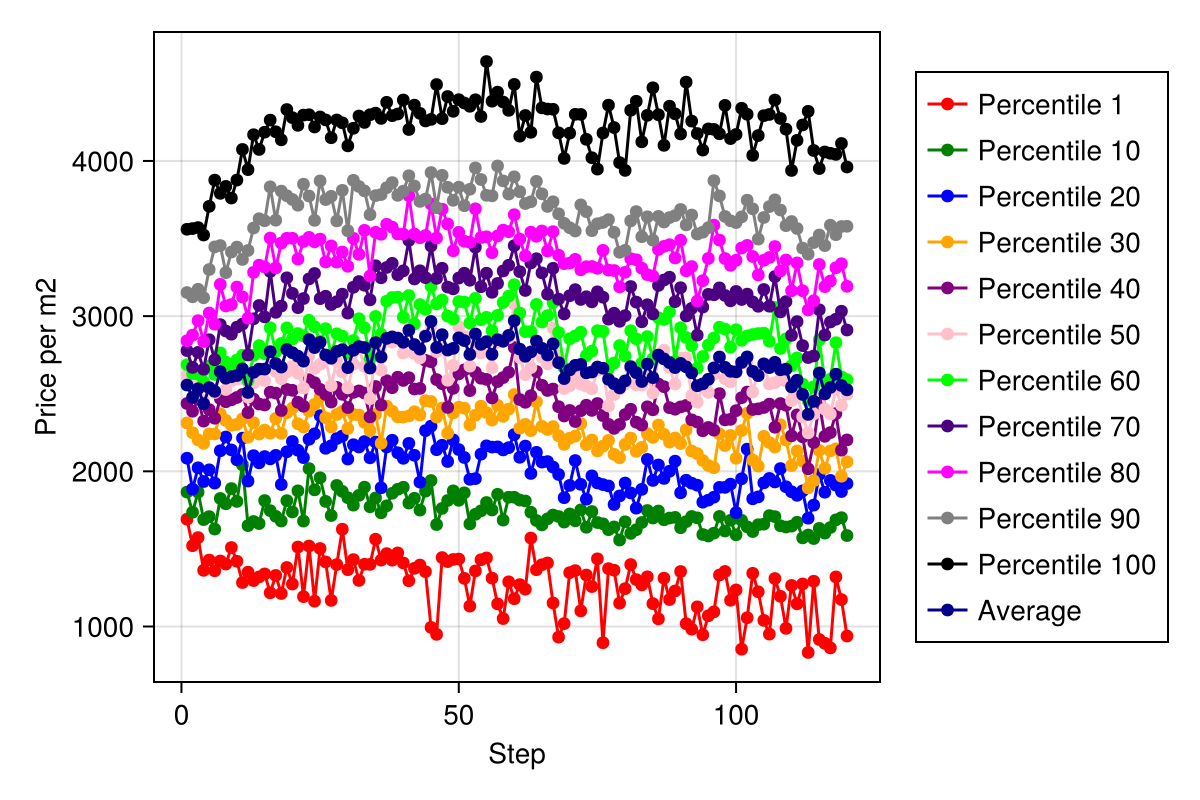 4000
3000
2000
1000
Price per m2
0
50
100
Step
Percentile 1
Percentile 10
Percentile 20
Percentile 30
Percentile 40
Percentile 50
Percentile 60
Percentile 70
Percentile 80
Percentile 90
Percentile 100
Average